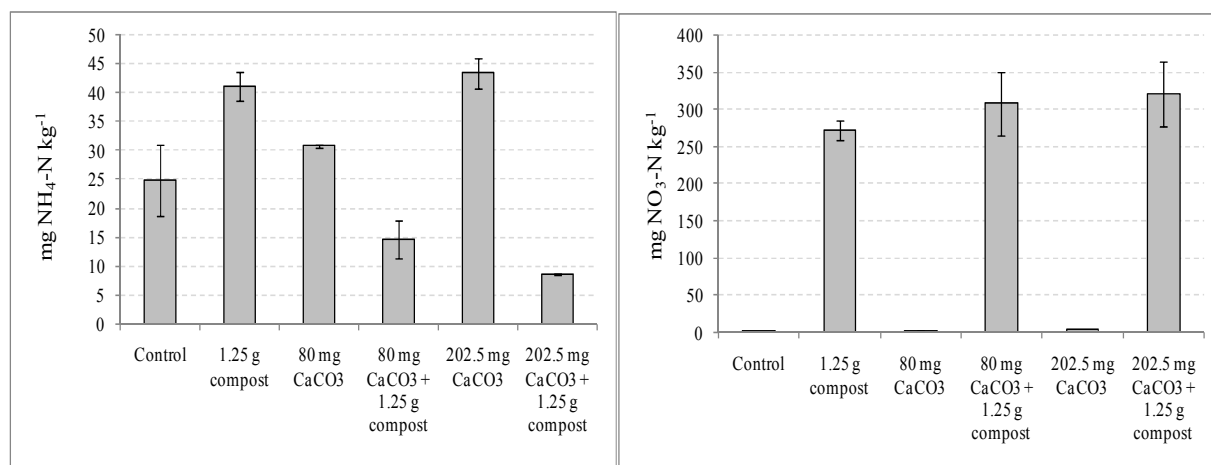 mg NH₄-N kg⁻¹
50
45
40
35
30
25
20
15
10
5
0
Control
1.25 g
compost
80 mg
CaCO3
80 mg
CaCO3 +
1.25 g
compost
202.5 mg
CaCO3
202.5 mg
CaCO3 +
1.25 g
compost
mg NO₃-N kg⁻¹
400
350
300
250
200
150
100
50
0
Control
1.25 g
compost
80 mg
CaCO3
80 mg
CaCO3 +
1.25 g
compost
202.5 mg
CaCO3
202.5 mg
CaCO3 +
1.25 g
compost